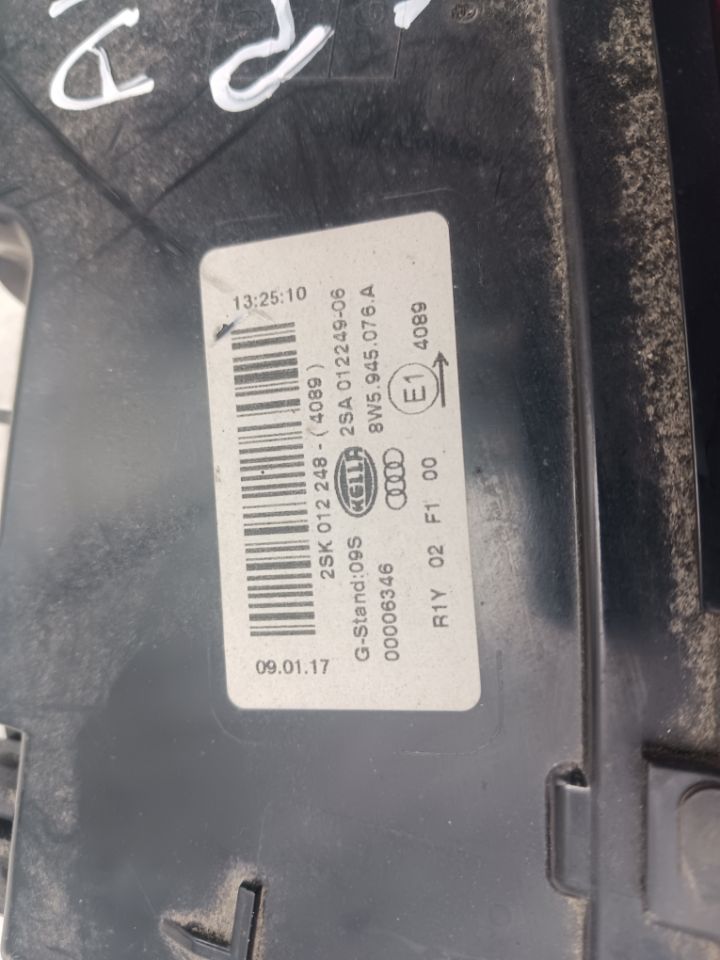 13:25:10
09.01.17
2SK 012 248 - ( 4089 )
G-Stand:09S
HELLA
2SA 012249-06
00006346
8W5.945.076.A
R1Y 02 F1 00
E1
4089